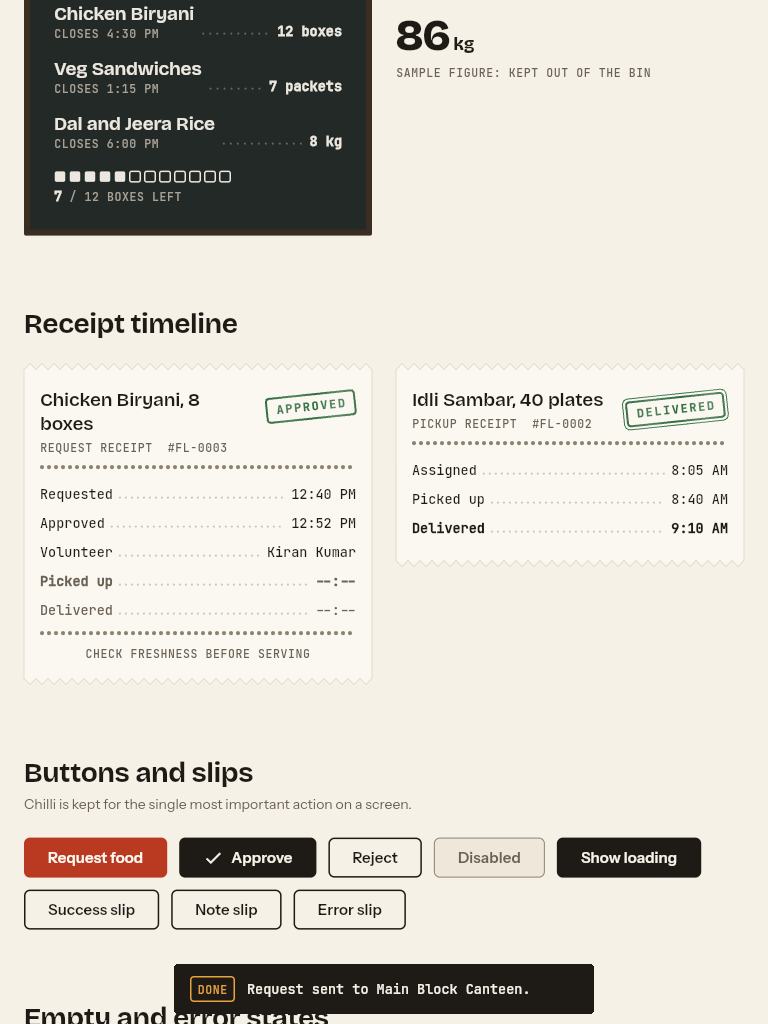 Chicken Biryani
CLOSES 4:30 PM .......... 12 boxes
Veg Sandwiches
CLOSES 1:15 PM ........ 7 packets
Dal and Jeera Rice
CLOSES 6:00 PM ............ 8 kg
7 / 12 BOXES LEFT
86 kg
SAMPLE FIGURE: KEPT OUT OF THE BIN
Receipt timeline
Chicken Biryani, 8
boxes
APPROVED
REQUEST RECEIPT #FL-0003
Requested 12:40 PM
Approved 12:52 PM
Volunteer Kiran Kumar
Picked up --:--
Delivered --:--
CHECK FRESHNESS BEFORE SERVING
Idli Sambar, 40 plates
DELIVERED
PICKUP RECEIPT #FL-0002
Assigned 8:05 AM
Picked up 8:40 AM
Delivered 9:10 AM
Buttons and slips
Chilli is kept for the single most important action on a screen.
Request food Approve Reject Disabled Show loading
Success slip Note slip Error slip
DONE Request sent to Main Block Canteen.
Empty and error states